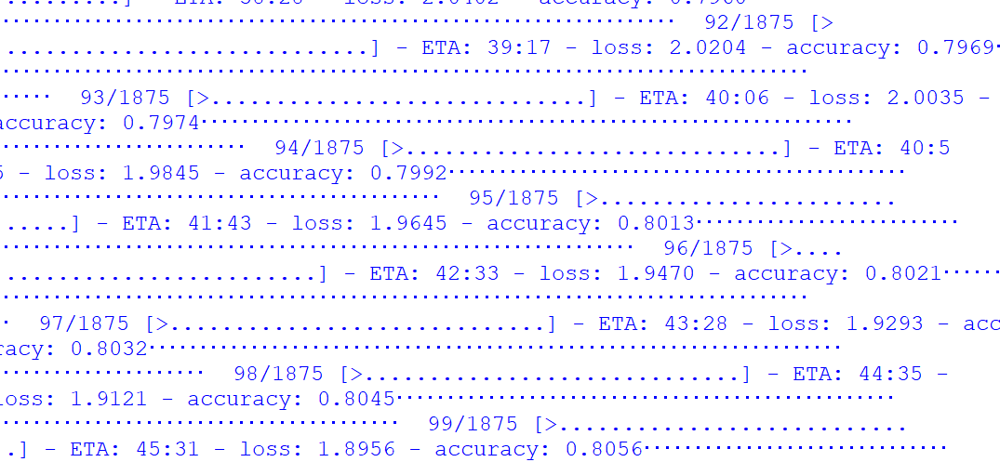 92/1875 [>
..............................] - ETA: 39:17 - loss: 2.0204 - accuracy: 0.7969
93/1875 [>.............................] - ETA: 40:06 - loss: 2.0035 -
accuracy: 0.7974
94/1875 [>.............................] - ETA: 40:5
- loss: 1.9845 - accuracy: 0.7992
95/1875 [>.......................
.....] - ETA: 41:43 - loss: 1.9645 - accuracy: 0.8013
96/1875 [>....
........................] - ETA: 42:33 - loss: 1.9470 - accuracy: 0.8021
97/1875 [>.............................] - ETA: 43:28 - loss: 1.9293 - acc
racy: 0.8032
98/1875 [>.............................] - ETA: 44:35 -
loss: 1.9121 - accuracy: 0.8045
99/1875 [>...........................
.] - ETA: 45:31 - loss: 1.8956 - accuracy: 0.8056